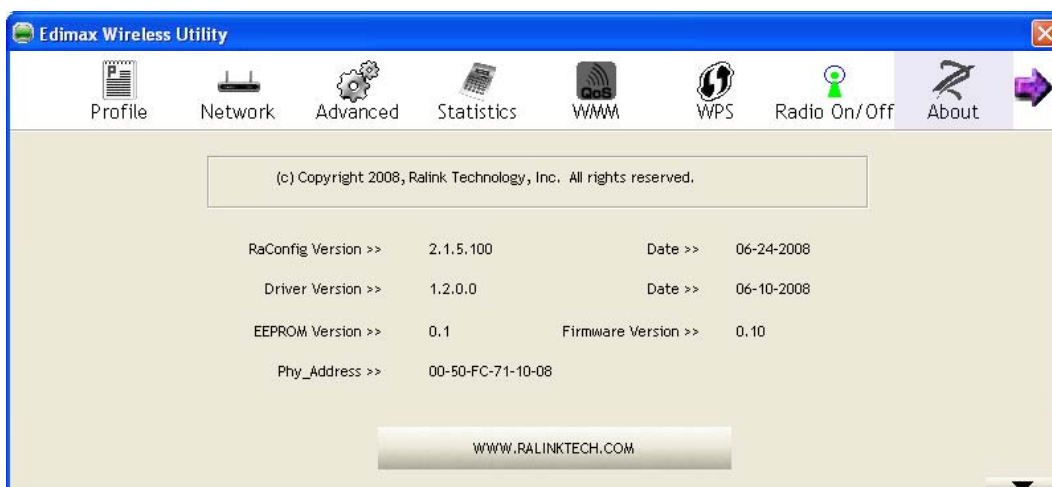 Edimax Wireless Utility
Profile Network Advanced Statistics QoS WMM WPS Radio On/Off About
(c) Copyright 2008, Ralink Technology, Inc. All rights reserved.
RaConfig Version >> 2.1.5.100 Date >> 06-24-2008
Driver Version >> 1.2.0.0 Date >> 06-10-2008
EEPROM Version >> 0.1 Firmware Version >> 0.10
Phy_Address >> 00-50-FC-71-10-08
WWW.RALINKTECH.COM